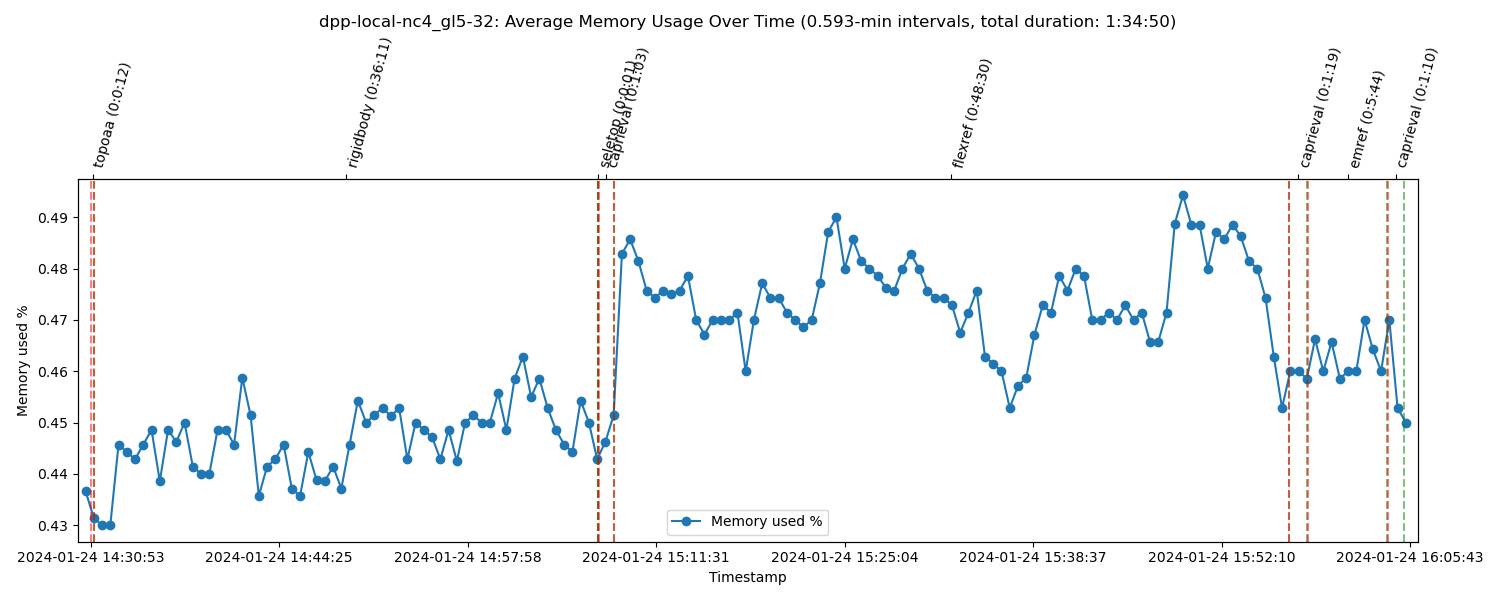 dpp-local-nc4_gl5-32: Average Memory Usage Over Time (0.593-min intervals, total duration: 1:34:50)
topoaa (0:0:12)
rigidbody (0:36:11)
seletop (0:0:01)
caprieval (0:1:03)
flexref (0:48:30)
caprieval (0:1:19)
emref (0:5:44)
caprieval (0:1:10)
Memory used %
0.49
0.48
0.47
0.46
0.45
0.44
0.43
Memory used %
2024-01-24 14:30:53
2024-01-24 14:44:25
2024-01-24 14:57:58
2024-01-24 15:11:31
2024-01-24 15:25:04
2024-01-24 15:38:37
2024-01-24 15:52:10
2024-01-24 16:05:43
Timestamp